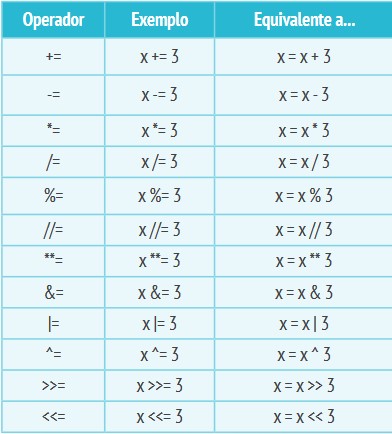 Operador Exemplo Equivalente a...
+= x += 3 x = x + 3
-= x -= 3 x = x - 3
*= x *= 3 x = x * 3
/= x /= 3 x = x / 3
%= x %= 3 x = x % 3
//= x //= 3 x = x // 3
**= x **= 3 x = x ** 3
&= x &= 3 x = x & 3
|= x |= 3 x = x | 3
^= x ^= 3 x = x ^ 3
>>= x >>= 3 x = x >> 3
<<= x <<= 3 x = x << 3